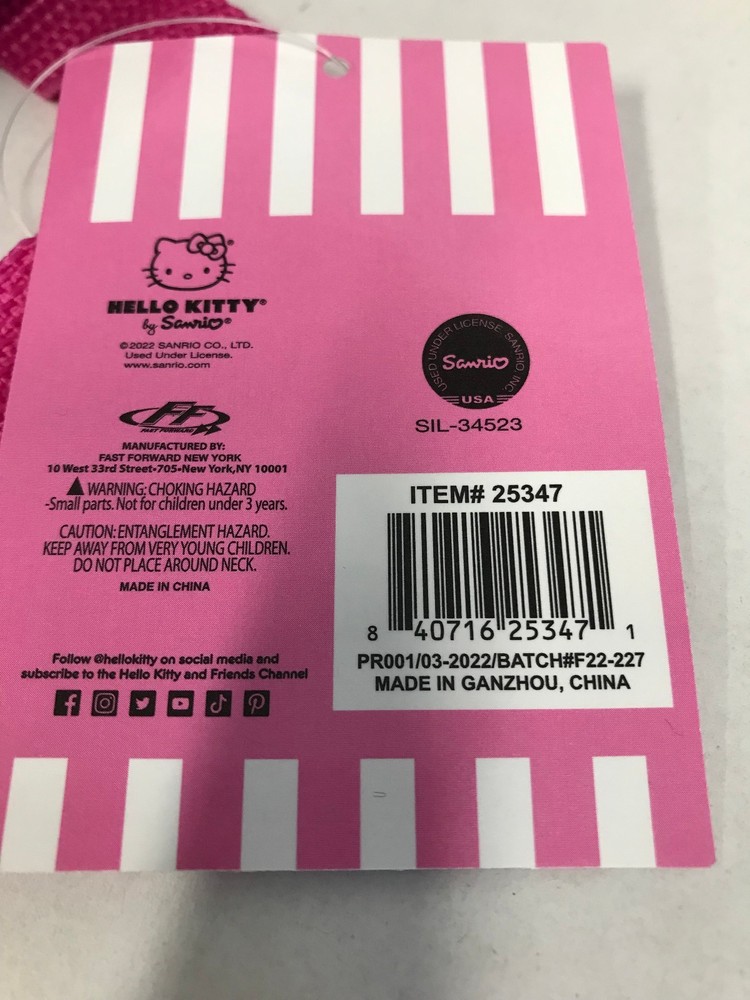 HELLO KITTY®
by Sanrio®
©2022 SANRIO CO., LTD.
Used Under License.
www.sanrio.com
FF
FAST FORWARD
MANUFACTURED BY:
FAST FORWARD NEW YORK
10 West 33rd Street•705•New York,NY 10001
WARNING: CHOKING HAZARD
-Small parts. Not for children under 3 years.
CAUTION: ENTANGLEMENT HAZARD.
KEEP AWAY FROM VERY YOUNG CHILDREN.
DO NOT PLACE AROUND NECK.
MADE IN CHINA
Follow @hellokitty on social media and
subscribe to the Hello Kitty and Friends Channel
USED UNDER LICENSE SANRIO, INC.
Sanrio
USA
SIL-34523
ITEM# 25347
8 40716 25347 1
PR001/03-2022/BATCH#F22-227
MADE IN GANZHOU, CHINA